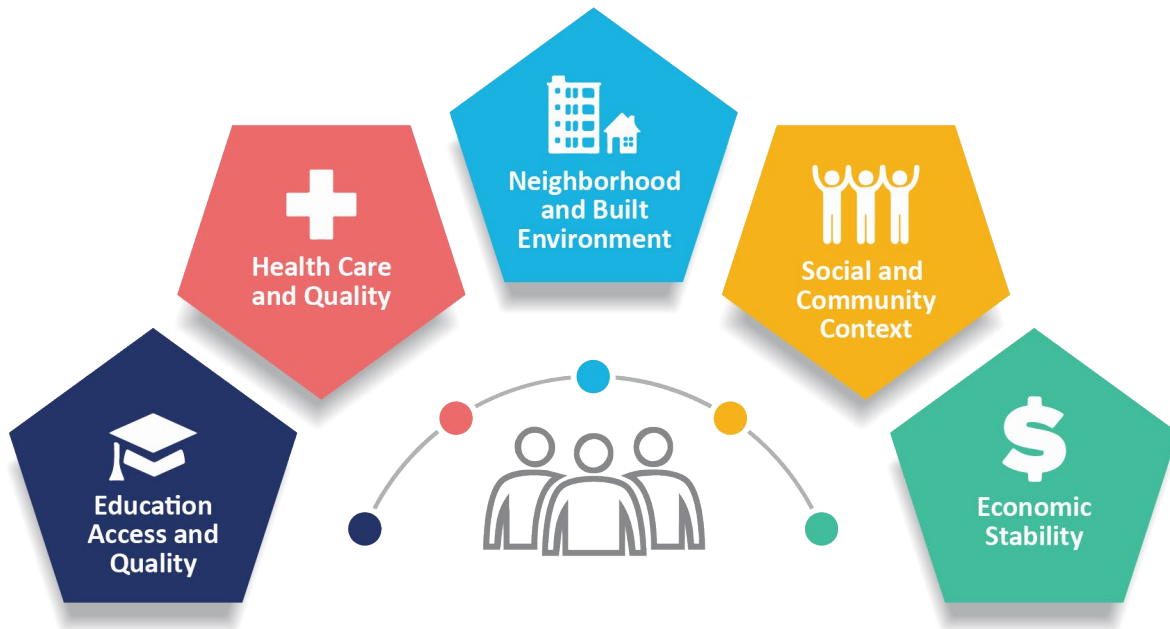 Education
Access and
Quality
Health Care
and Quality
Neighborhood
and Built
Environment
Social and
Community
Context
$
Economic
Stability